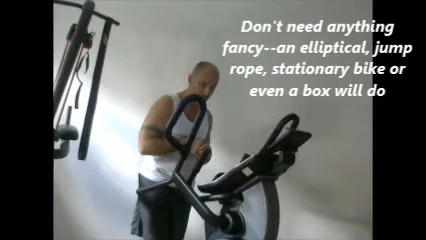 Don't need anything
fancy--an elliptical, jump
rope, stationary bike or
even a box will do